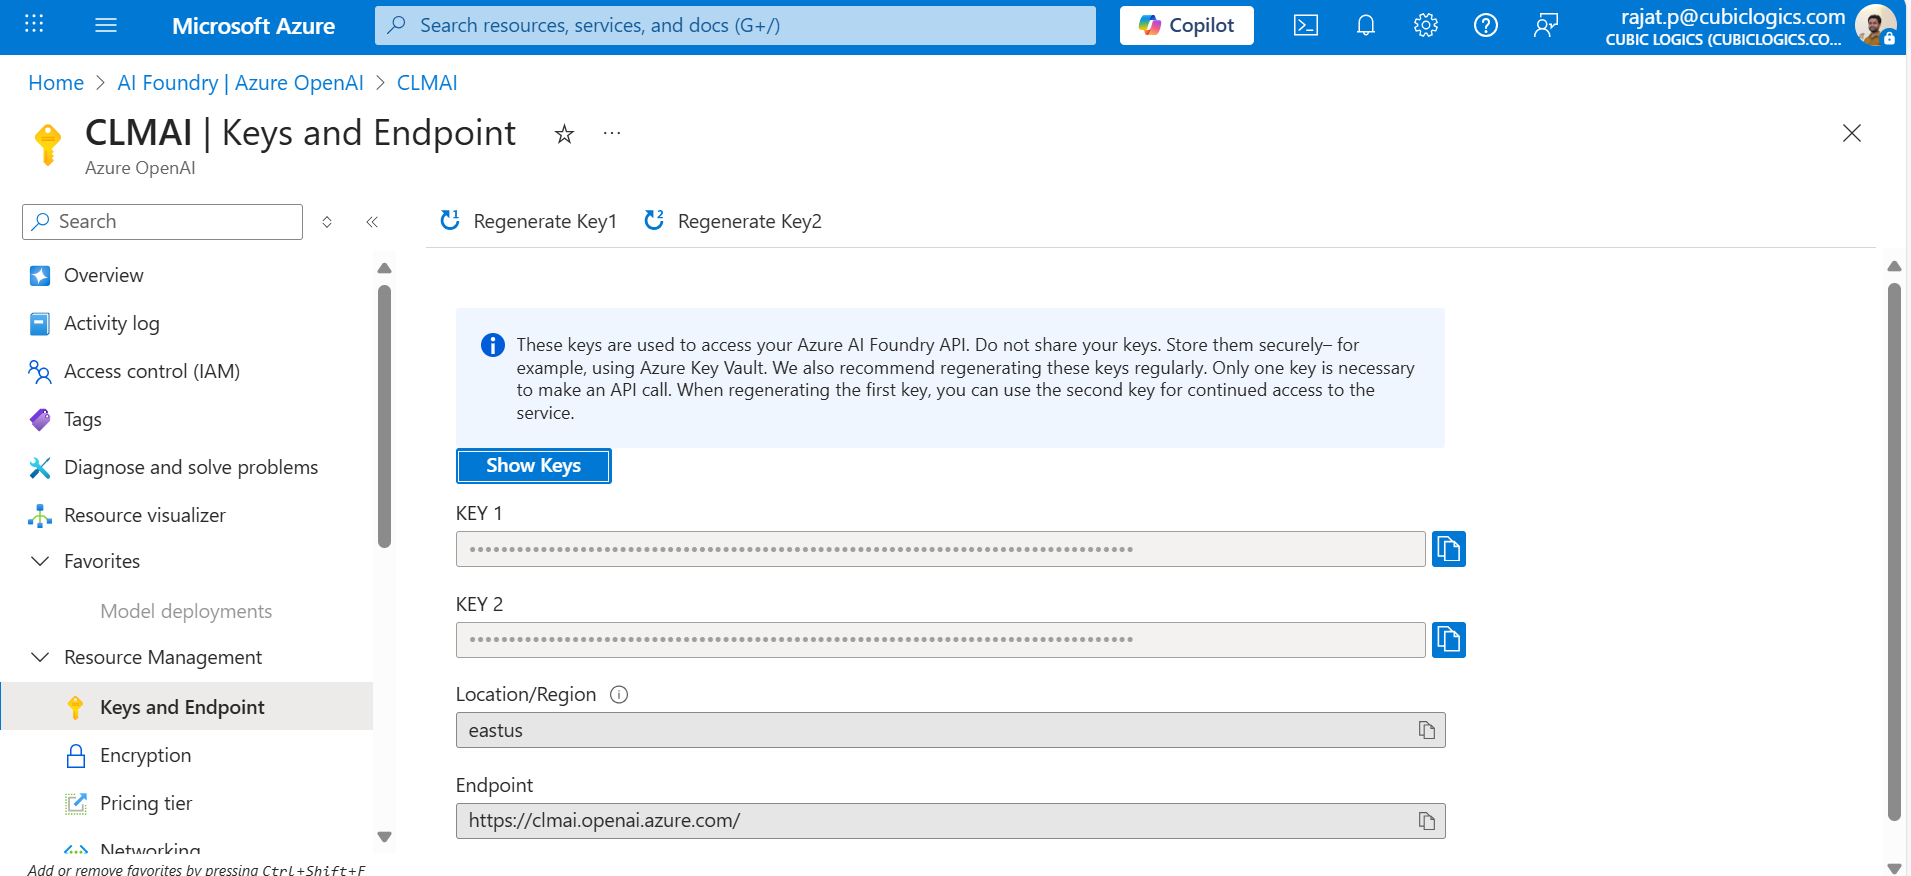 Microsoft Azure
Search resources, services, and docs (G+/)
Copilot
rajat.p@cubiclogics.com
CUBIC LOGICS (CUBICLOGICS.CO...
Home > AI Foundry | Azure OpenAI > CLMAI
CLMAI | Keys and Endpoint
Azure OpenAI
Search
Regenerate Key1
Regenerate Key2
Overview
Activity log
Access control (IAM)
Tags
Diagnose and solve problems
Resource visualizer
Favorites
Model deployments
Resource Management
Keys and Endpoint
Encryption
Pricing tier
Networking
Add or remove favorites by pressing Ctrl+Shift+F
These keys are used to access your Azure AI Foundry API. Do not share your keys. Store them securely– for
example, using Azure Key Vault. We also recommend regenerating these keys regularly. Only one key is necessary
to make an API call. When regenerating the first key, you can use the second key for continued access to the
service.
Show Keys
KEY 1
KEY 2
Location/Region
eastus
Endpoint
https://clmai.openai.azure.com/